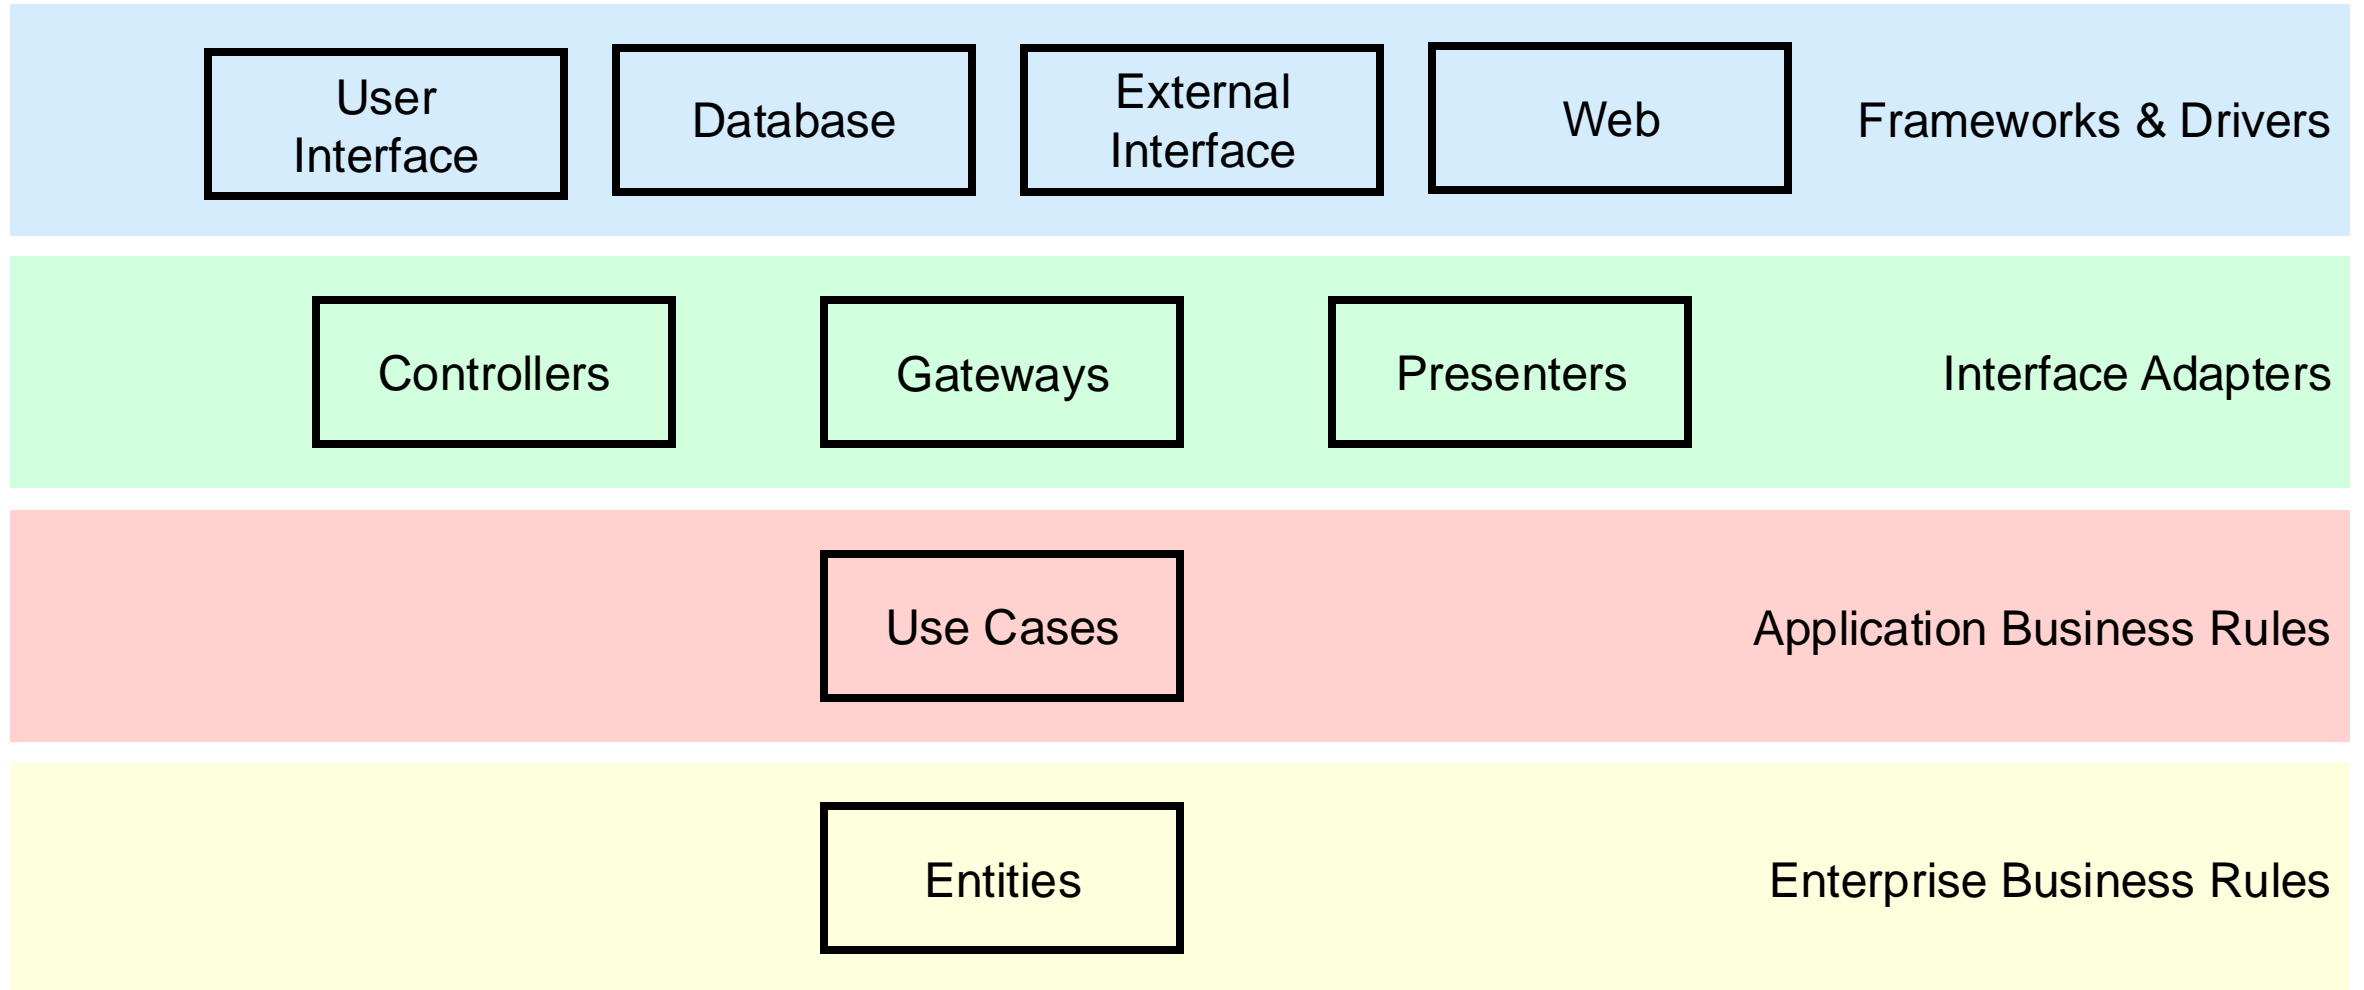 User
Interface
Database
External
Interface
Web
Frameworks & Drivers
Controllers
Gateways
Presenters
Interface Adapters
Use Cases
Application Business Rules
Entities
Enterprise Business Rules